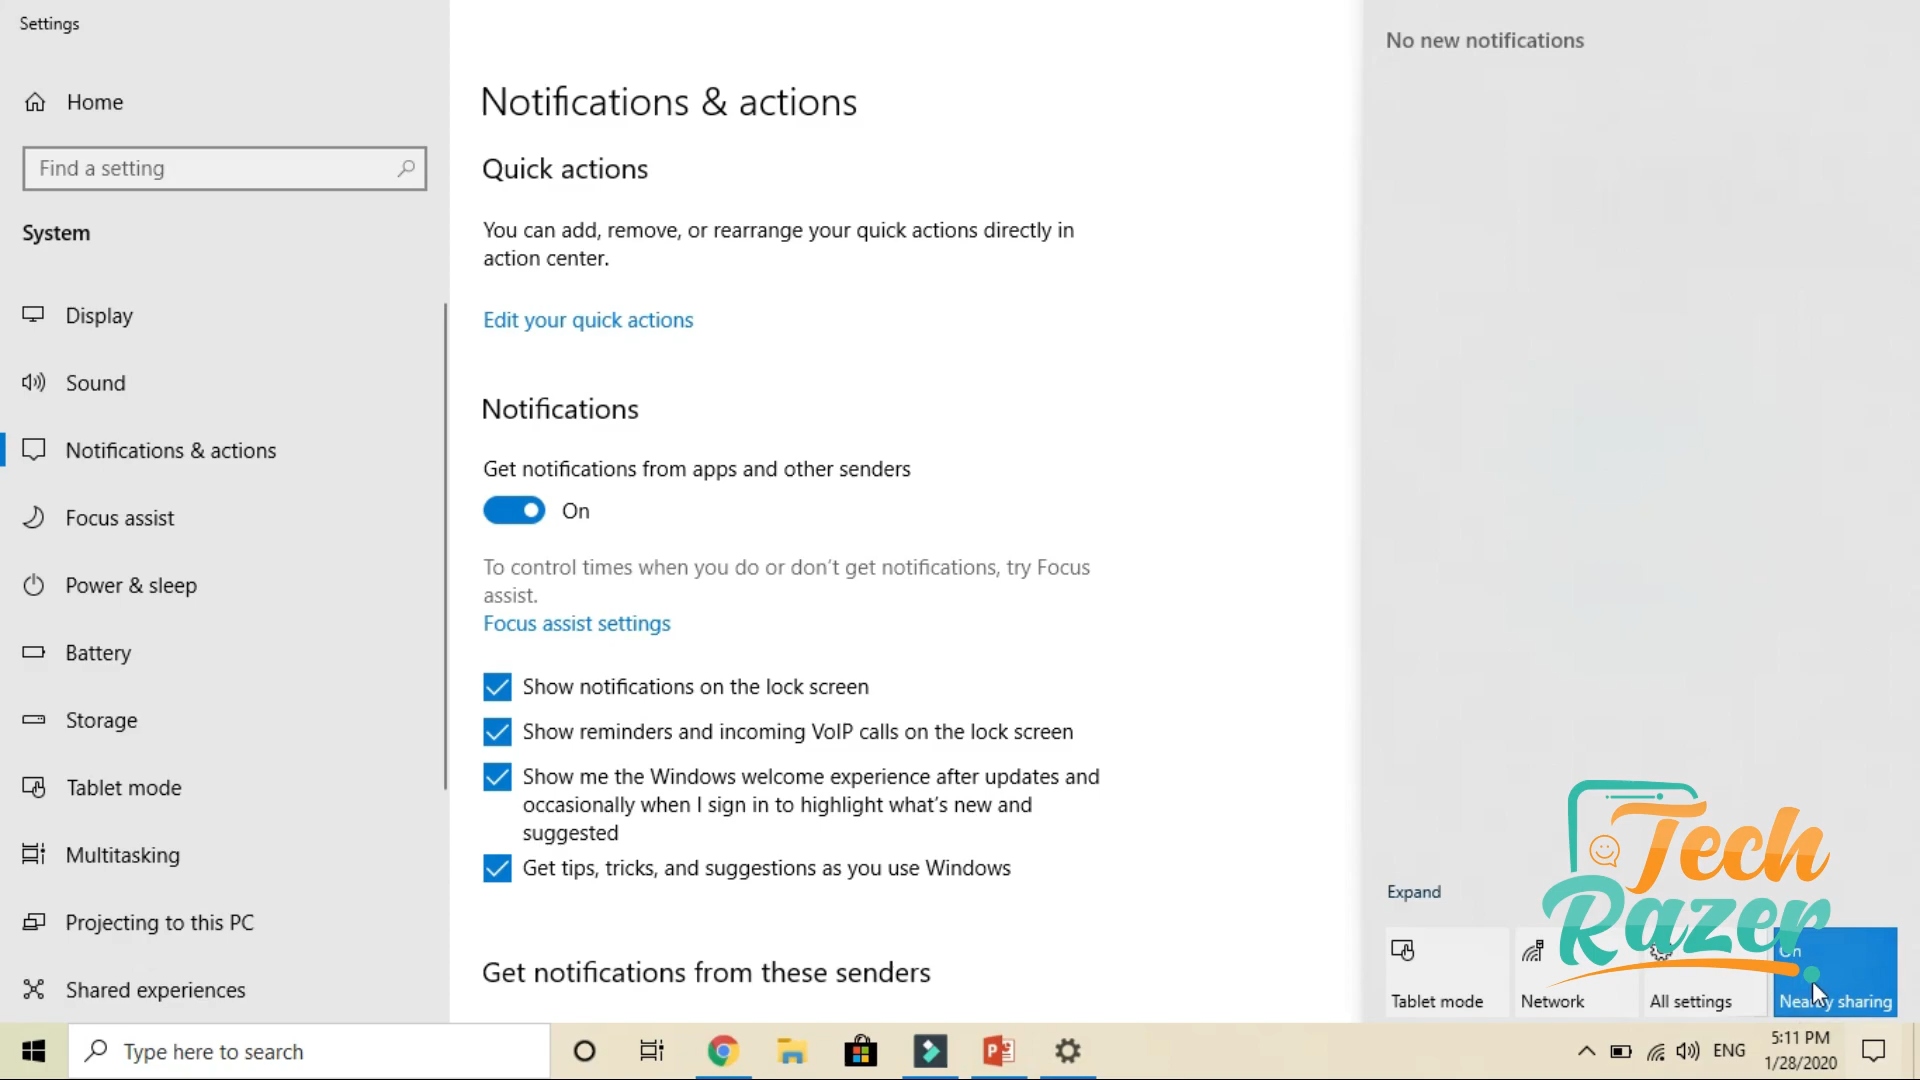 Settings
Home
Find a setting
System
Display
Sound
Notifications & actions
Focus assist
Power & sleep
Battery
Storage
Tablet mode
Multitasking
Projecting to this PC
Shared experiences
Notifications & actions
Quick actions
You can add, remove, or rearrange your quick actions directly in
action center.
Edit your quick actions
Notifications
Get notifications from apps and other senders
On
To control times when you do or don't get notifications, try Focus
assist.
Focus assist settings
Show notifications on the lock screen
Show reminders and incoming VoIP calls on the lock screen
Show me the Windows welcome experience after updates and
occasionally when I sign in to highlight what's new and
suggested
Get tips, tricks, and suggestions as you use Windows
Get notifications from these senders
No new notifications
Expand
Tech
Razer
On
Tablet mode
Network
All settings
Nearby sharing
Type here to search
ENG
5:11 PM
1/28/2020